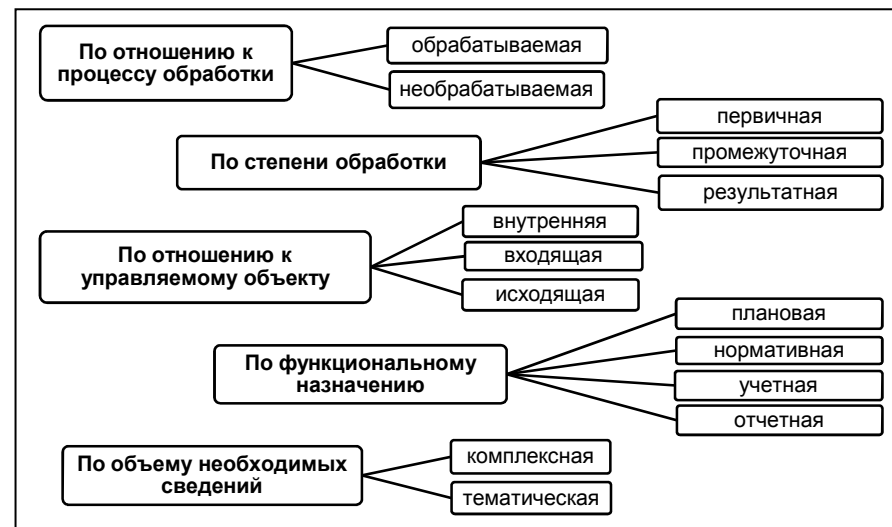 По отношению к
процессу обработки
обрабатываемая
необрабатываемая
По степени обработки
первичная
промежуточная
результатная
По отношению к
управляемому объекту
внутренняя
входящая
исходящая
По функциональному
назначению
плановая
нормативная
учетная
отчетная
По объему необходимых
сведений
комплексная
тематическая